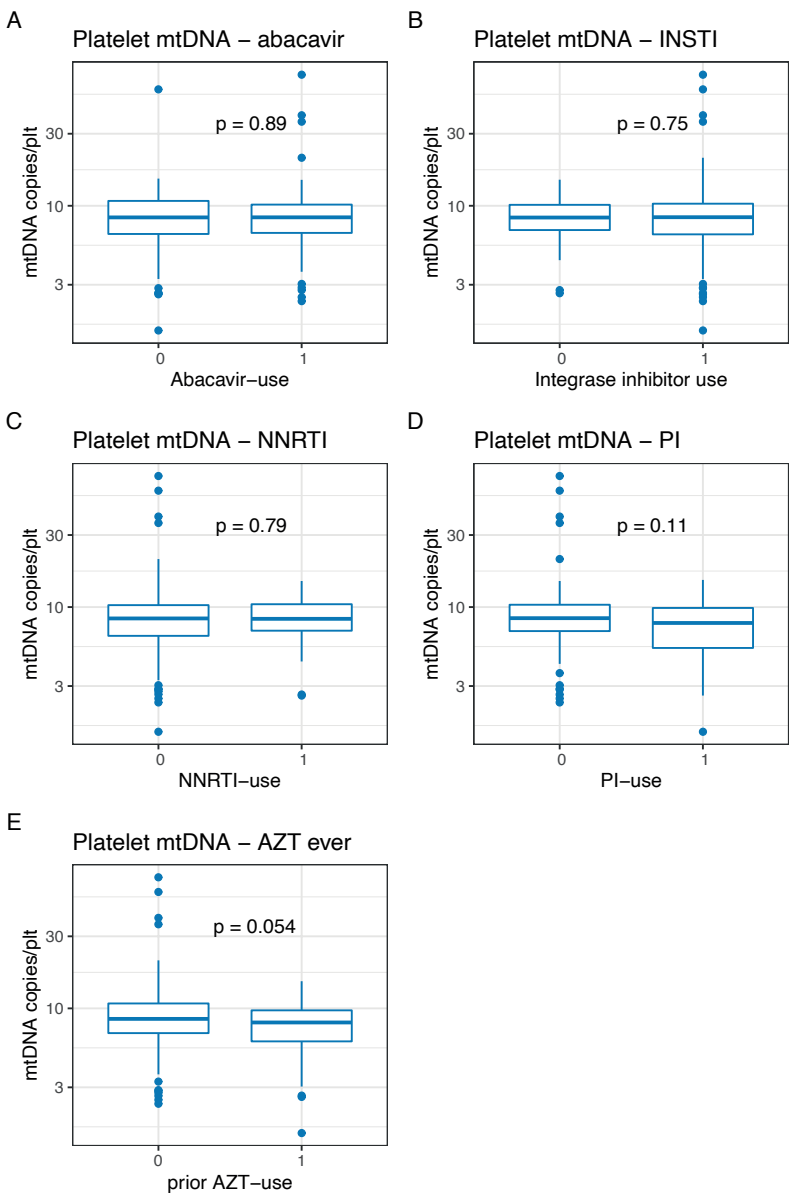 A
Platelet mtDNA – abacavir
mtDNA copies/plt
30
10
3
p = 0.89
0 1
Abacavir–use
B
Platelet mtDNA – INSTI
mtDNA copies/plt
30
10
3
p = 0.75
0 1
Integrase inhibitor use
C
Platelet mtDNA – NNRTI
mtDNA copies/plt
30
10
3
p = 0.79
0 1
NNRTI–use
D
Platelet mtDNA – PI
mtDNA copies/plt
30
10
3
p = 0.11
0 1
PI–use
E
Platelet mtDNA – AZT ever
mtDNA copies/plt
30
10
3
p = 0.054
0 1
prior AZT–use